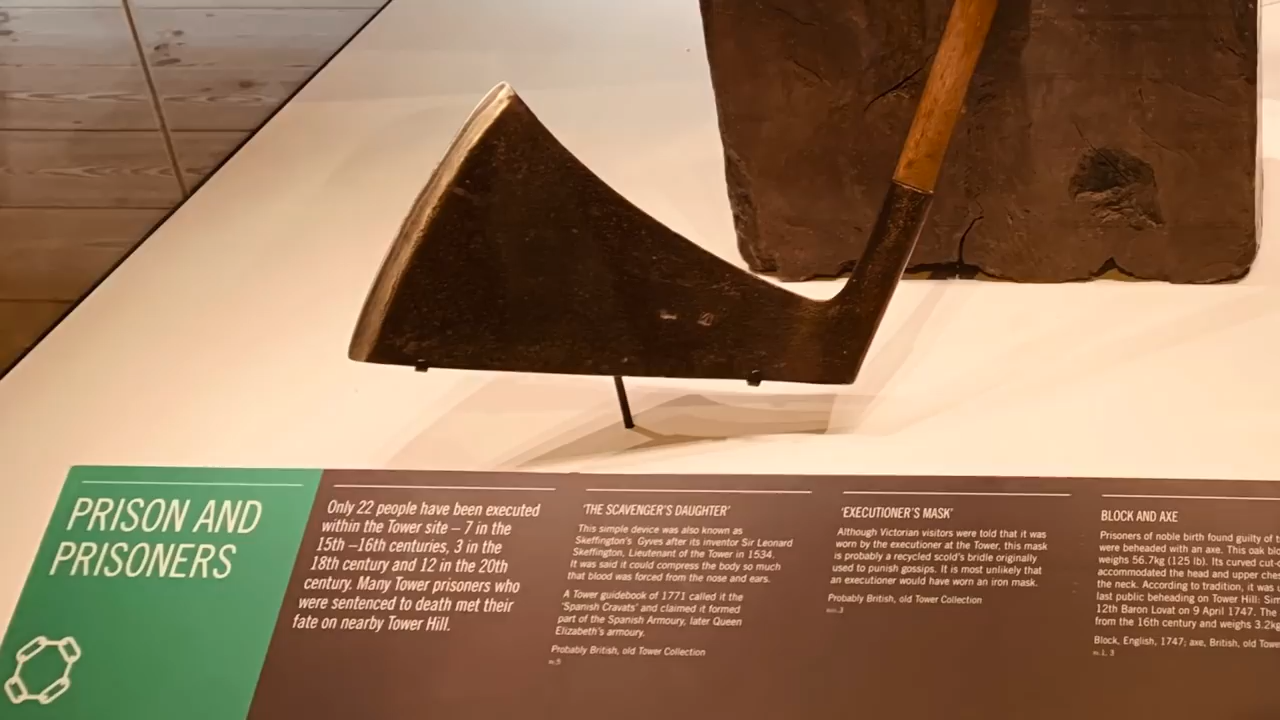 PRISON AND
PRISONERS
Only 22 people have been executed
within the Tower site – 7 in the
15th –16th centuries, 3 in the
18th century and 12 in the 20th
century. Many Tower prisoners who
were sentenced to death met their
fate on nearby Tower Hill.
'THE SCAVENGER'S DAUGHTER'
This simple device was also known as
Skeffington's Gyves after its inventor Sir Leonard
Skeffington, Lieutenant of the Tower in 1534.
It was said it could compress the body so much
that blood was forced from the nose and ears.
A Tower guidebook of 1771 called it the
'Spanish Cravats' and claimed it formed
part of the Spanish Armoury, later Queen
Elizabeth's armoury.
Probably British, old Tower Collection
'EXECUTIONER'S MASK'
Although Victorian visitors were told that it was
worn by the executioner at the Tower, this mask
is probably a recycled scold's bridle originally
used to punish gossips. It is most unlikely that
an executioner would have worn an iron mask.
Probably British, old Tower Collection
BLOCK AND AXE
Prisoners of noble birth found guilty of
were beheaded with an axe. This oak
weighs 56.7kg (125 lb). Its curved
accommodated the head and upper
the neck. According to tradition, it was
last public beheading on Tower Hill:
12th Baron Lovat on 9 April 1747. The
from the 16th century and weighs 3.2kg
Block, English, 1747; axe, British, old